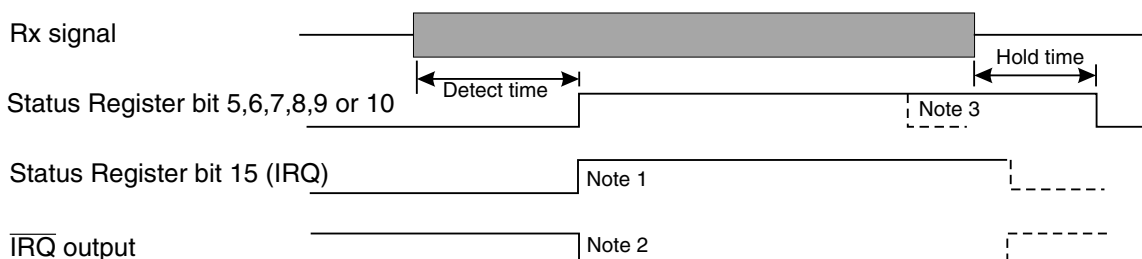 Rx signal
Hold time
Detect time
Status Register bit 5,6,7,8,9 or 10
Note 3
Status Register bit 15 (IRQ)
Note 1
IRQ output
Note 2